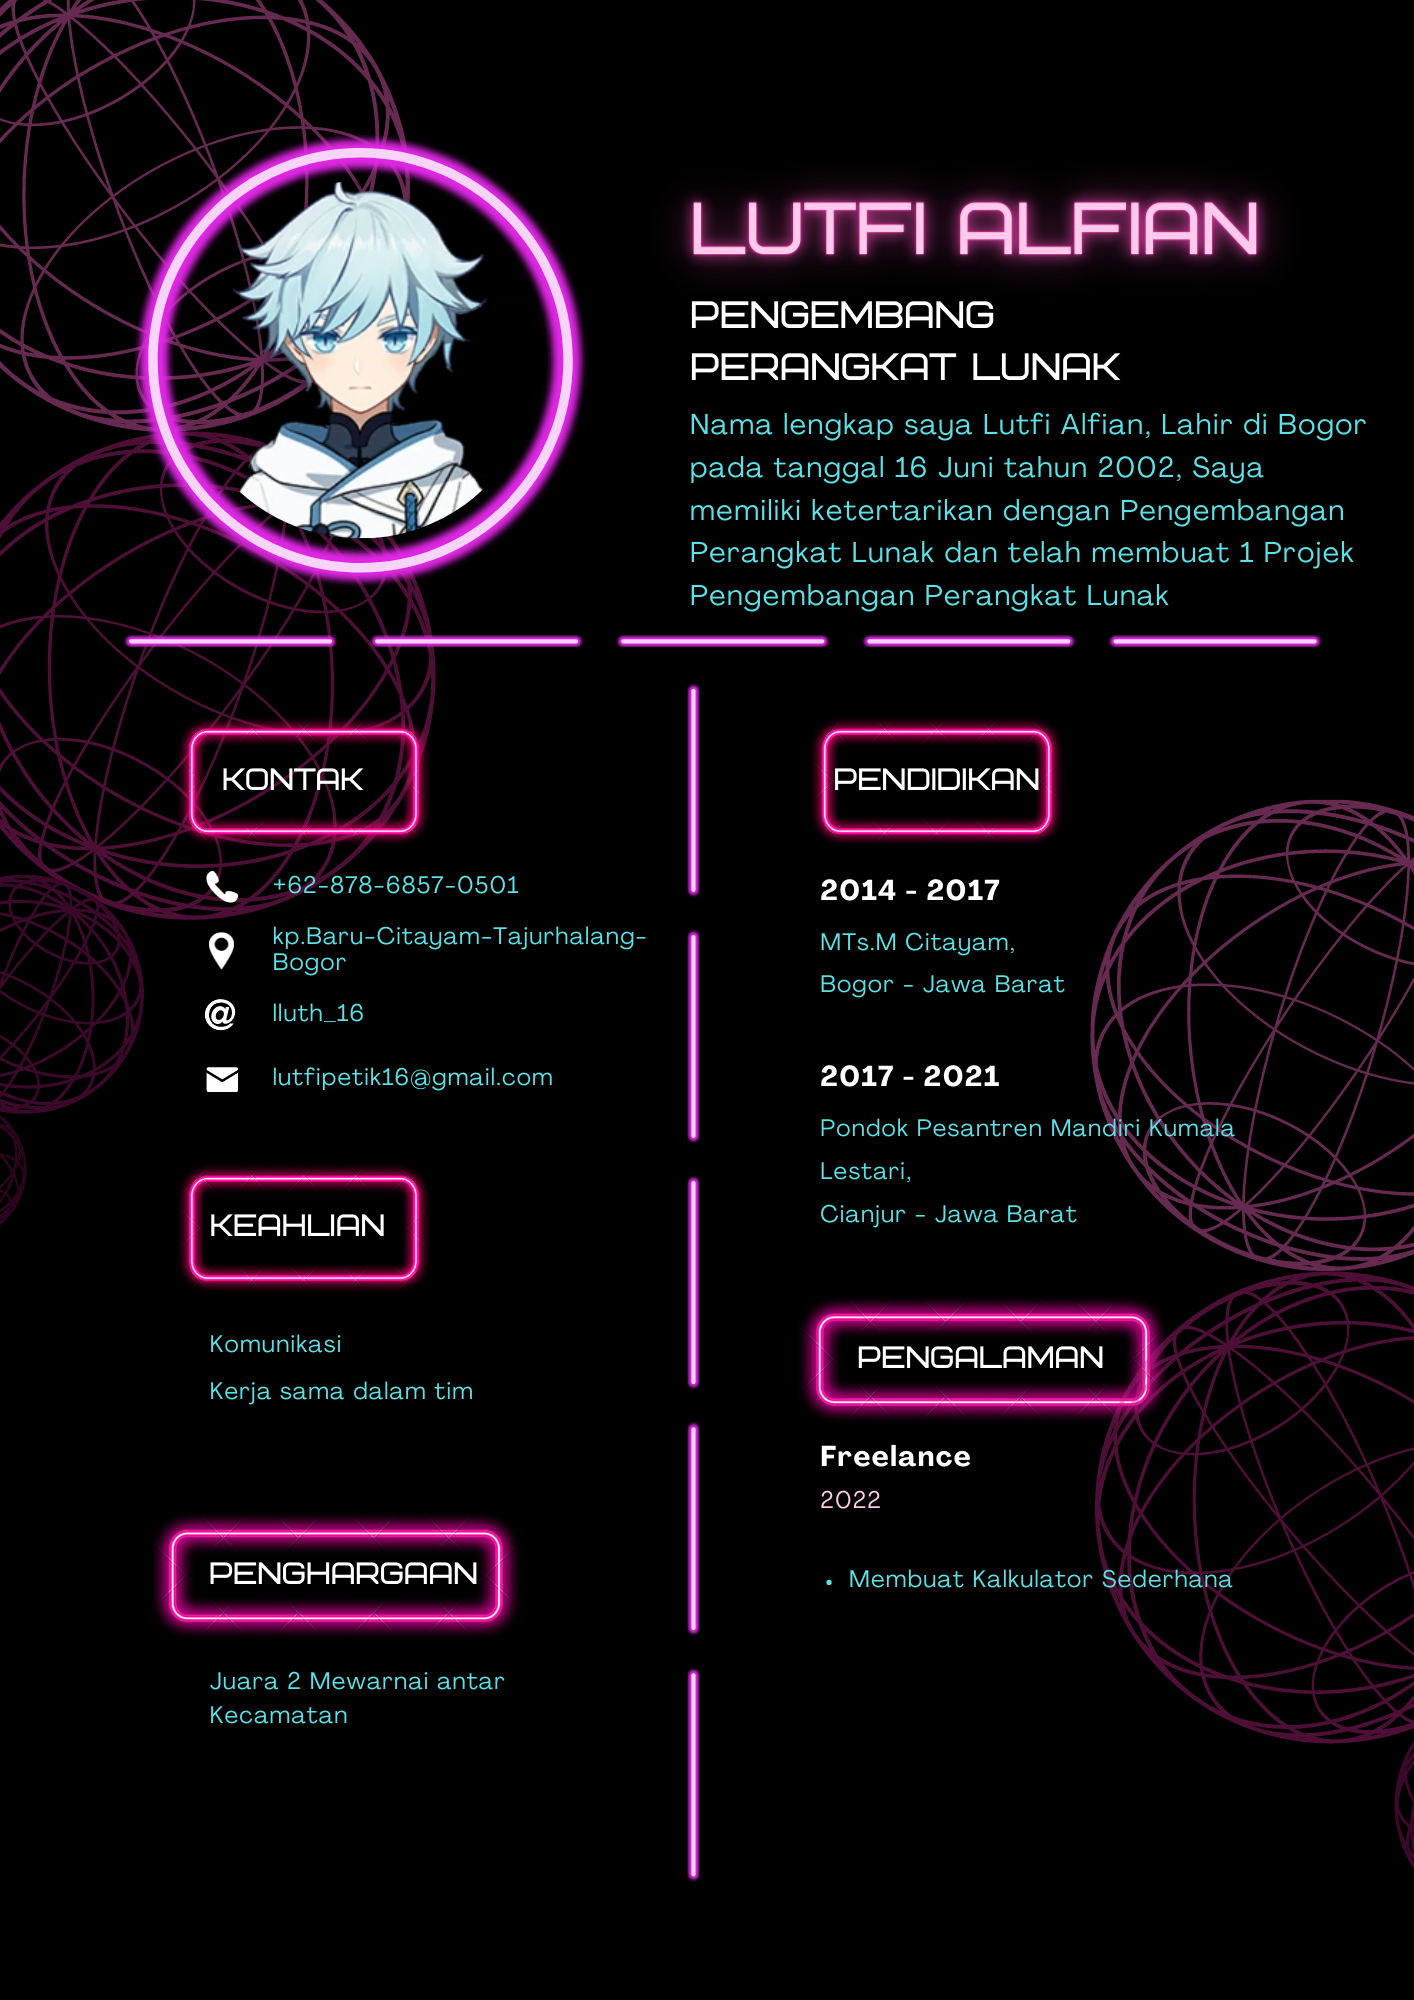 LUTFI ALFIAN
PENGEMBANG
PERANGKAT LUNAK
Nama lengkap saya Lutfi Alfian, Lahir di Bogor
pada tanggal 16 Juni tahun 2002, Saya
memiliki ketertarikan dengan Pengembangan
Perangkat Lunak dan telah membuat 1 Projek
Pengembangan Perangkat Lunak
KONTAK
+62-878-6857-0501
kp.Baru-Citayam-Tajurhalang-
Bogor
lluth_16
lutfipetik16@gmail.com
KEAHLIAN
Komunikasi
Kerja sama dalam tim
PENGHARGAAN
Juara 2 Mewarnai antar
Kecamatan
PENDIDIKAN
2014 - 2017
MTs.M Citayam,
Bogor - Jawa Barat
2017 - 2021
Pondok Pesantren Mandiri Kumala
Lestari,
Cianjur - Jawa Barat
PENGALAMAN
Freelance
2022
• Membuat Kalkulator Sederhana